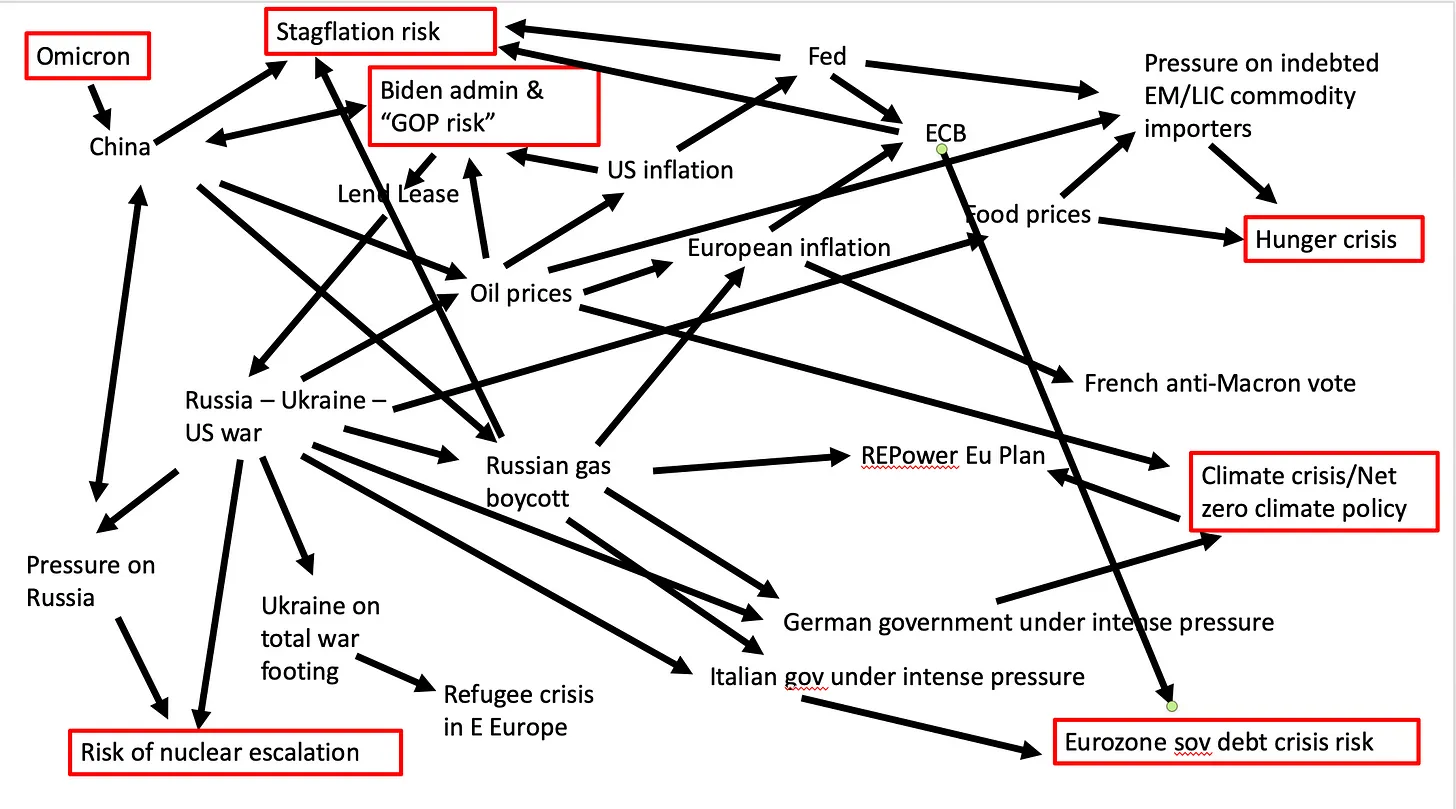 Stagflation risk
Omicron
Fed
Pressure on indebted
EM/LIC commodity
importers
Biden admin &
“GOP risk”
China
ECB
US inflation
Lend Lease
Food prices
Hunger crisis
European inflation
Oil prices
French anti-Macron vote
Russia – Ukraine –
US war
Russian gas
boycott
REPower Eu Plan
Climate crisis/Net
zero climate policy
Pressure on
Russia
Ukraine on
total war
footing
German government under intense pressure
Italian gov under intense pressure
Refugee crisis
in E Europe
Eurozone sov debt crisis risk
Risk of nuclear escalation